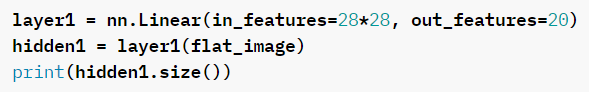 layer1 = nn.Linear(in_features=28*28, out_features=20)
hidden1 = layer1(flat_image)
print(hidden1.size())